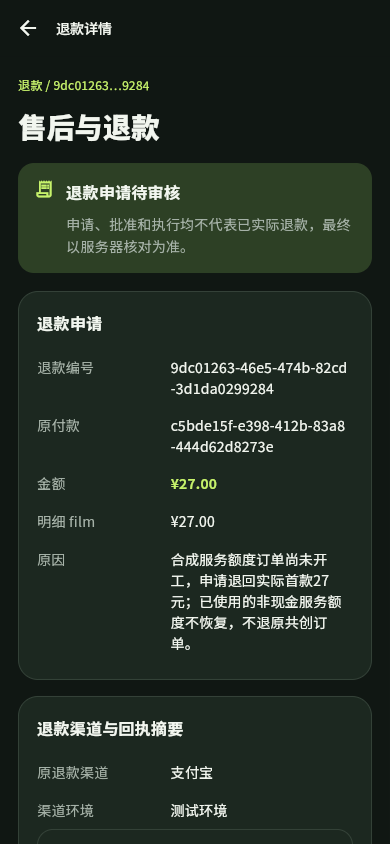 退款详情
退款 / 9dc01263...9284
售后与退款
退款申请待审核
申请、批准和执行均不代表已实际退款，最终
以服务器核对为准。
退款申请
退款编号 9dc01263-46e5-474b-82cd
-3d1da0299284
原付款 c5bde15f-e398-412b-83a8
-444d62d8273e
金额 ¥27.00
明细 film ¥27.00
原因 合成服务额度订单尚未开
工，申请退回实际首款27
元；已使用的非现金服务额
度不恢复，不退原共创订
单。
退款渠道与回执摘要
原退款渠道 支付宝
渠道环境 测试环境